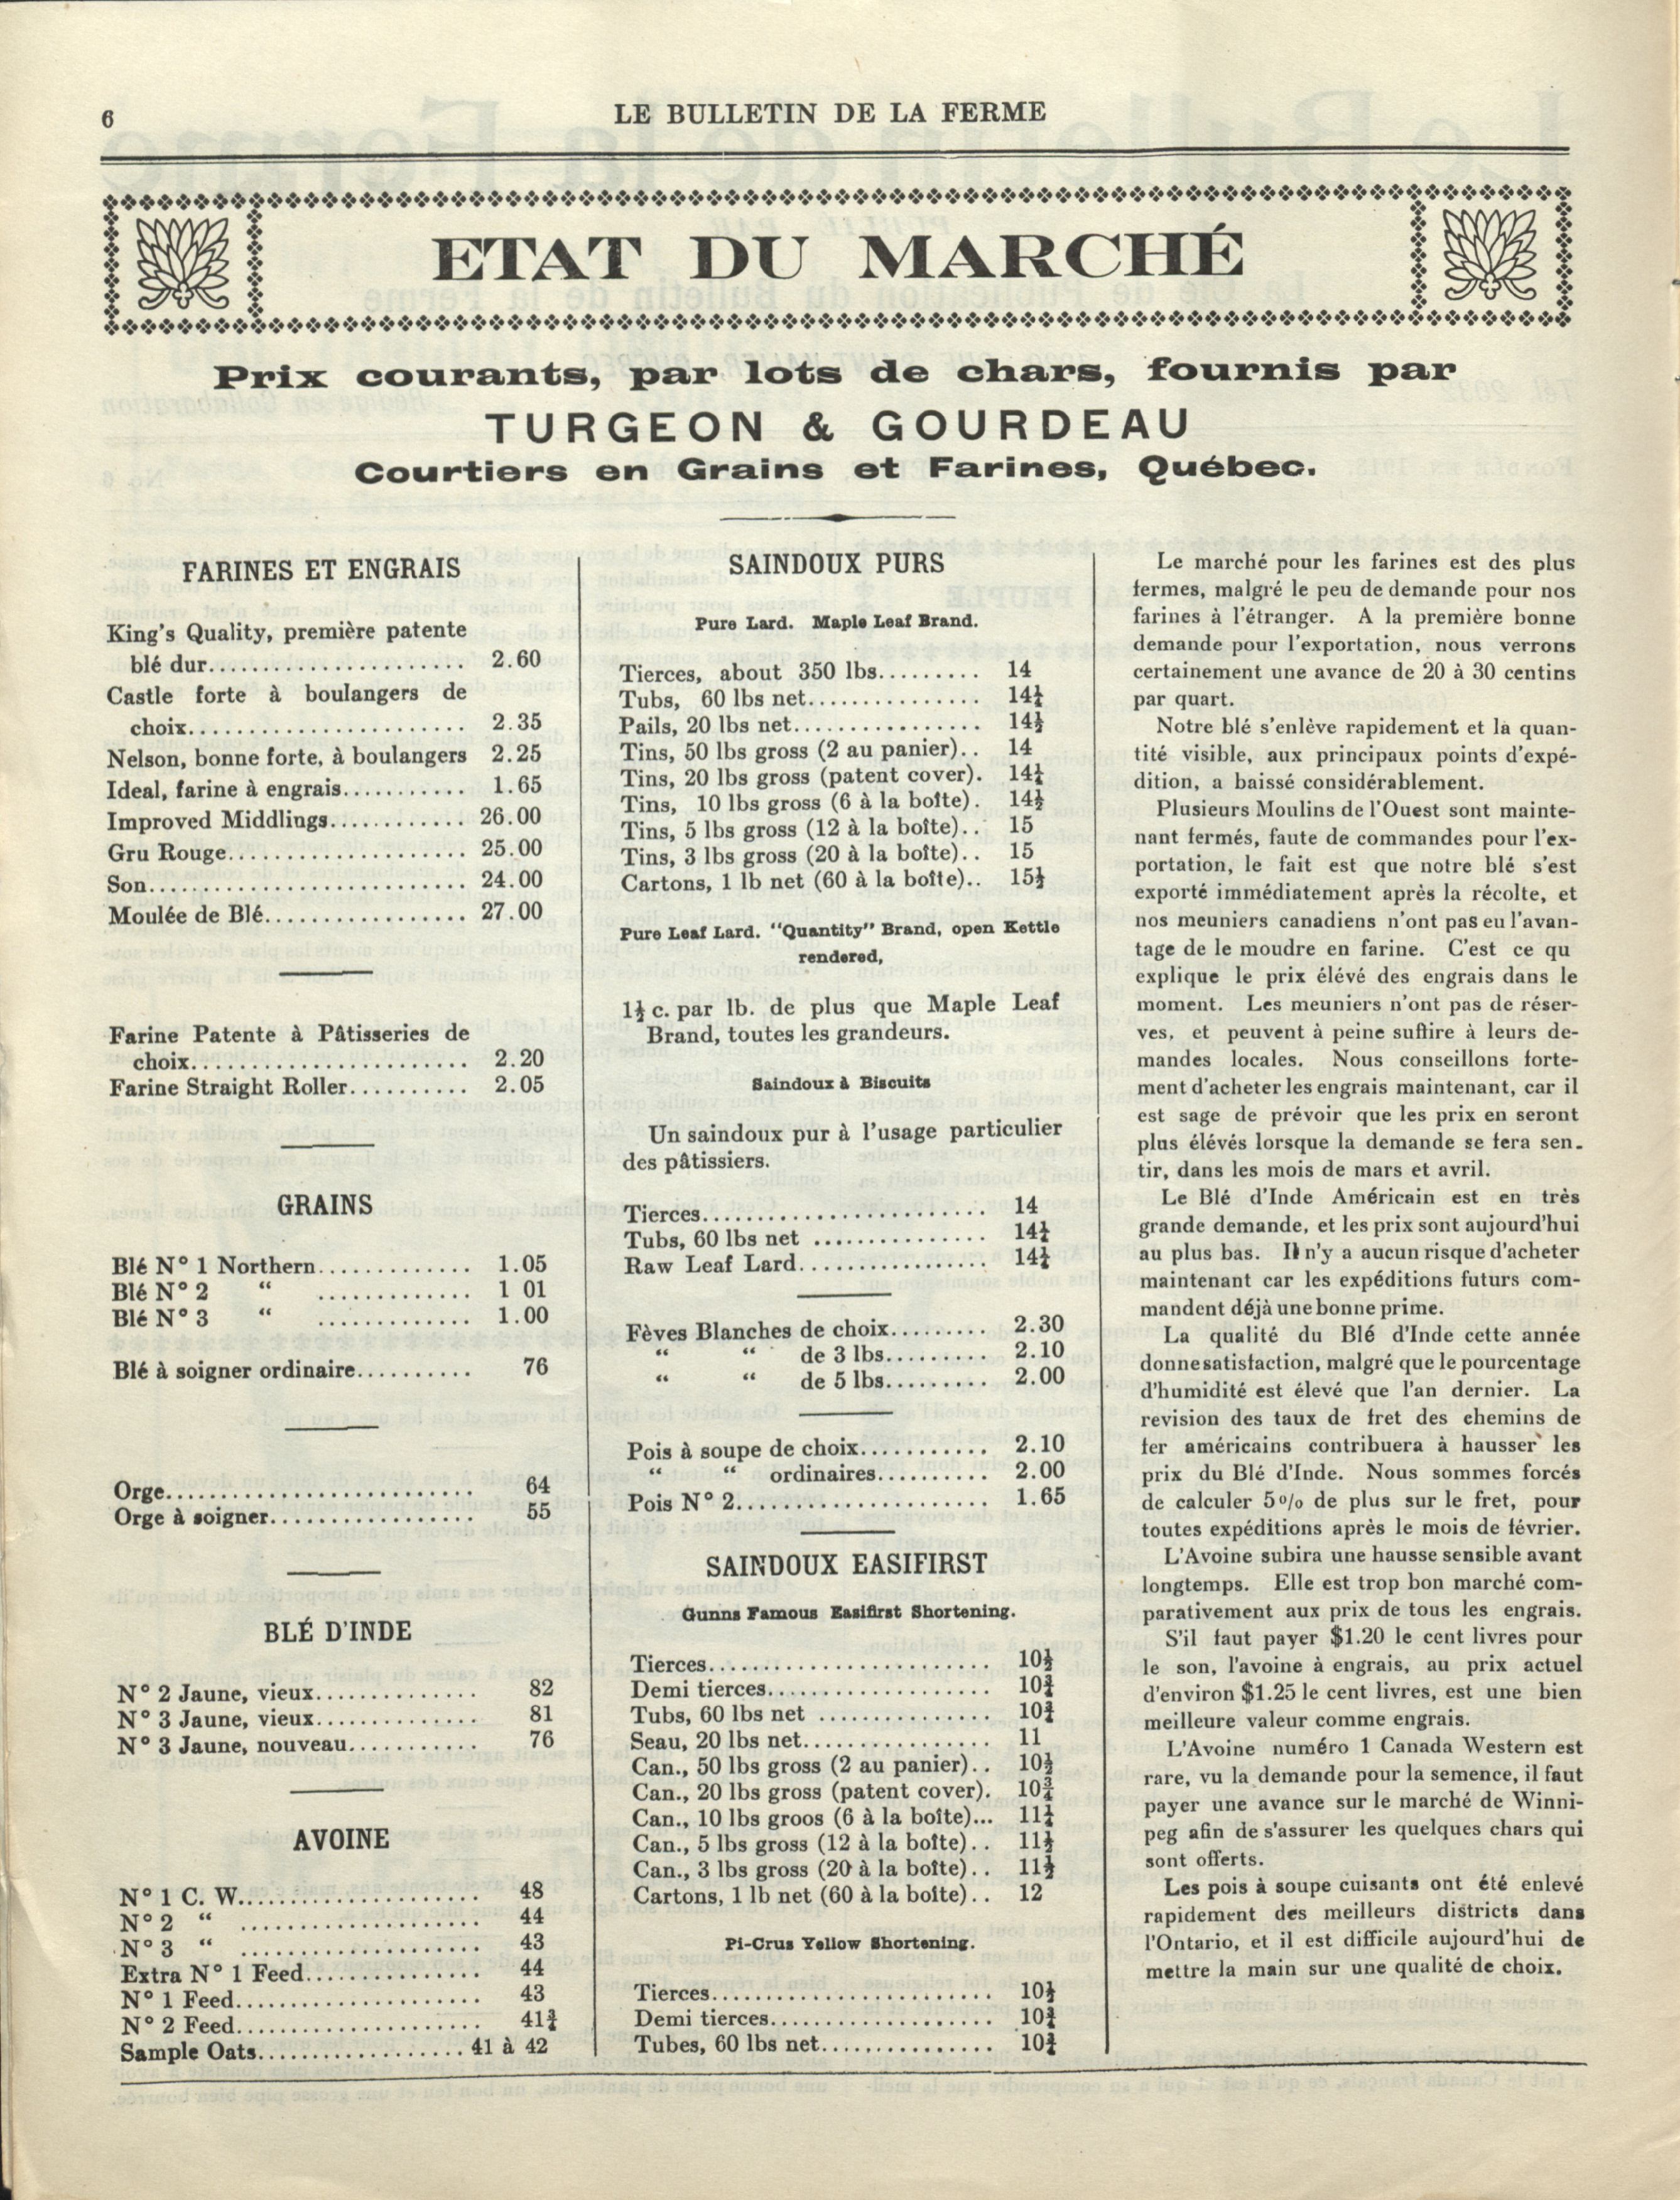 6
LE BULLETIN DE LA FERME
ETAT DU MARCHÉ
Prix courants, par lots de chars, fournis par
TURGEON & GOURDEAU
Courtiers en Grains et Farines, Québec.
FARINES ET ENGRAIS
King's Quality, première patente
blé dur...................... 2.60
Castle forte à boulangers de
choix........................ 2.35
Nelson, bonne forte, à boulangers 2.25
Ideal, farine à engrais........... 1.65
Improved Middlings............ 26.00
Gru Rouge.................... 25.00
Son........................... 24.00
Moulée de Blé................. 27.00
Farine Patente à Pâtisseries de
choix........................ 2.20
Farine Straight Roller.......... 2.05
GRAINS
Blé N° 1 Northern............. 1.05
Blé N° 2 “ ............. 1 01
Blé N° 3 “ ............. 1.00
Blé à soigner ordinaire.......... 76
Orge.......................... 64
Orge à soigner................. 55
BLÉ D'INDE
N° 2 Jaune, vieux.............. 82
N° 3 Jaune, vieux.............. 81
N° 3 Jaune, nouveau........... 76
AVOINE
N° 1 C. W..................... 48
N° 2 “ ..................... 44
N° 3 “ ..................... 43
Extra N° 1 Feed............... 44
N° 1 Feed..................... 43
N° 2 Feed..................... 41¾
Sample Oats.................. 41 à 42
SAINDOUX PURS
Pure Lard. Maple Leaf Brand.
Tierces, about 350 lbs......... 14
Tubs, 60 lbs net............... 14¼
Pails, 20 lbs net................ 14½
Tins, 50 lbs gross (2 au panier).. 14
Tins, 20 lbs gross (patent cover). 14¼
Tins, 10 lbs gross (6 à la boîte). 14½
Tins, 5 lbs gross (12 à la boîte).. 15
Tins, 3 lbs gross (20 à la boîte).. 15
Cartons, 1 lb net (60 à la boîte).. 15½
Pure Leaf Lard. “Quantity” Brand, open Kettle
rendered,
1½ c. par lb. de plus que Maple Leaf
Brand, toutes les grandeurs.
Saindoux à Biscuits
Un saindoux pur à l'usage particulier
des pâtissiers.
Tierces........................ 14
Tubs, 60 lbs net ............... 14¼
Raw Leaf Lard................. 14¼
Fèves Blanches de choix......... 2.30
“ “ de 3 lbs......... 2.10
“ “ de 5 lbs......... 2.00
Pois à soupe de choix........... 2.10
“ “ ordinaires.......... 2.00
Pois N° 2...................... 1.65
SAINDOUX EASIFIRST
Gunns Famous Easifirst Shortening.
Tierces........................ 10½
Demi tierces.................... 10¾
Tubs, 60 lbs net ............... 10¾
Seau, 20 lbs net................ 11
Can., 50 lbs gross (2 au panier).. 10½
Can., 20 lbs gross (patent cover). 10¾
Can., 10 lbs groos (6 à la boîte)... 11¼
Can., 5 lbs gross (12 à la boîte).. 11½
Can., 3 lbs gross (20 à la boîte).. 11½
Cartons, 1 lb net (60 à la boîte).. 12
Pi-Crus Yellow Shortening.
Tierces........................ 10½
Demi tierces.................... 10¾
Tubes, 60 lbs net............... 10¾
Le marché pour les farines est des plus
fermes, malgré le peu de demande pour nos
farines à l'étranger. A la première bonne
demande pour l'exportation, nous verrons
certainement une avance de 20 à 30 centins
par quart.
Notre blé s'enlève rapidement et la quan-
tité visible, aux principaux points d'expé-
dition, a baissé considérablement.
Plusieurs Moulins de l'Ouest sont mainte-
nant fermés, faute de commandes pour l'ex-
portation, le fait est que notre blé s'est
exporté immédiatement après la récolte, et
nos meuniers canadiens n'ont pas eu l'avan-
tage de le moudre en farine. C'est ce qu
explique le prix élévé des engrais dans le
moment. Les meuniers n'ont pas de réser-
ves, et peuvent à peine suffire à leurs de-
mandes locales. Nous conseillons forte-
ment d'acheter les engrais maintenant, car il
est sage de prévoir que les prix en seront
plus élévés lorsque la demande se fera sen-
tir, dans les mois de mars et avril.
Le Blé d'Inde Américain est en très
grande demande, et les prix sont aujourd'hui
au plus bas. Il n'y a aucun risque d'acheter
maintenant car les expéditions futurs com-
mandent déjà une bonne prime.
La qualité du Blé d'Inde cette année
donne satisfaction, malgré que le pourcentage
d'humidité est élevé que l'an dernier. La
revision des taux de fret des chemins de
fer américains contribuera à hausser les
prix du Blé d'Inde. Nous sommes forcés
de calculer 5% de plus sur le fret, pour
toutes expéditions après le mois de février.
L'Avoine subira une hausse sensible avant
longtemps. Elle est trop bon marché com-
parativement aux prix de tous les engrais.
S'il faut payer $1.20 le cent livres pour
le son, l'avoine à engrais, au prix actuel
d'environ $1.25 le cent livres, est une bien
meilleure valeur comme engrais.
L'Avoine numéro 1 Canada Western est
rare, vu la demande pour la semence, il faut
payer une avance sur le marché de Winni-
peg afin de s'assurer les quelques chars qui
sont offerts.
Les pois à soupe cuisants ont été enlevé
rapidement des meilleurs districts dans
l'Ontario, et il est difficile aujourd'hui de
mettre la main sur une qualité de choix.